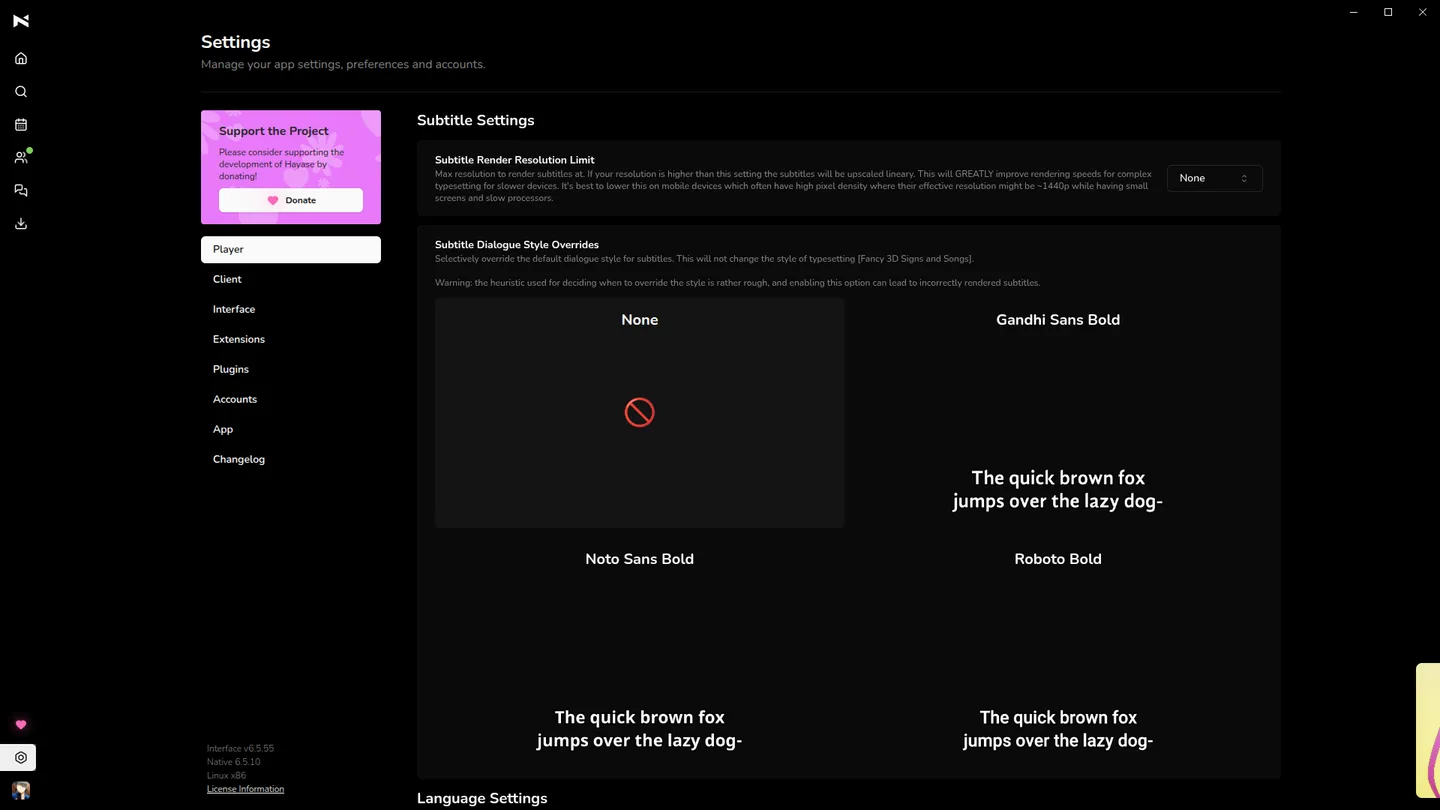 Settings
Manage your app settings, preferences and accounts.
Support the Project
Please consider supporting the
development of Hayase by
donating!
Donate
Player
Client
Interface
Extensions
Plugins
Accounts
App
Changelog
Interface v6.5.55
Native 6.5.10
Linux x86
License Information
Subtitle Settings
Subtitle Render Resolution Limit
Max resolution to render subtitles at. If your resolution is higher than this setting the subtitles will be upscaled lineary. This will GREATLY improve rendering speeds for complex
typesetting for slower devices. It's best to lower this on mobile devices which often have high pixel density where their effective resolution might be ~1440p while having small
screens and slow processors.
None
Subtitle Dialogue Style Overrides
Selectively override the default dialogue style for subtitles. This will not change the style of typesetting [Fancy 3D Signs and Songs].
Warning: the heuristic used for deciding when to override the style is rather rough, and enabling this option can lead to incorrectly rendered subtitles.
None
Gandhi Sans Bold
The quick brown fox
jumps over the lazy dog-
Noto Sans Bold
The quick brown fox
jumps over the lazy dog-
Roboto Bold
The quick brown fox
jumps over the lazy dog-
Language Settings